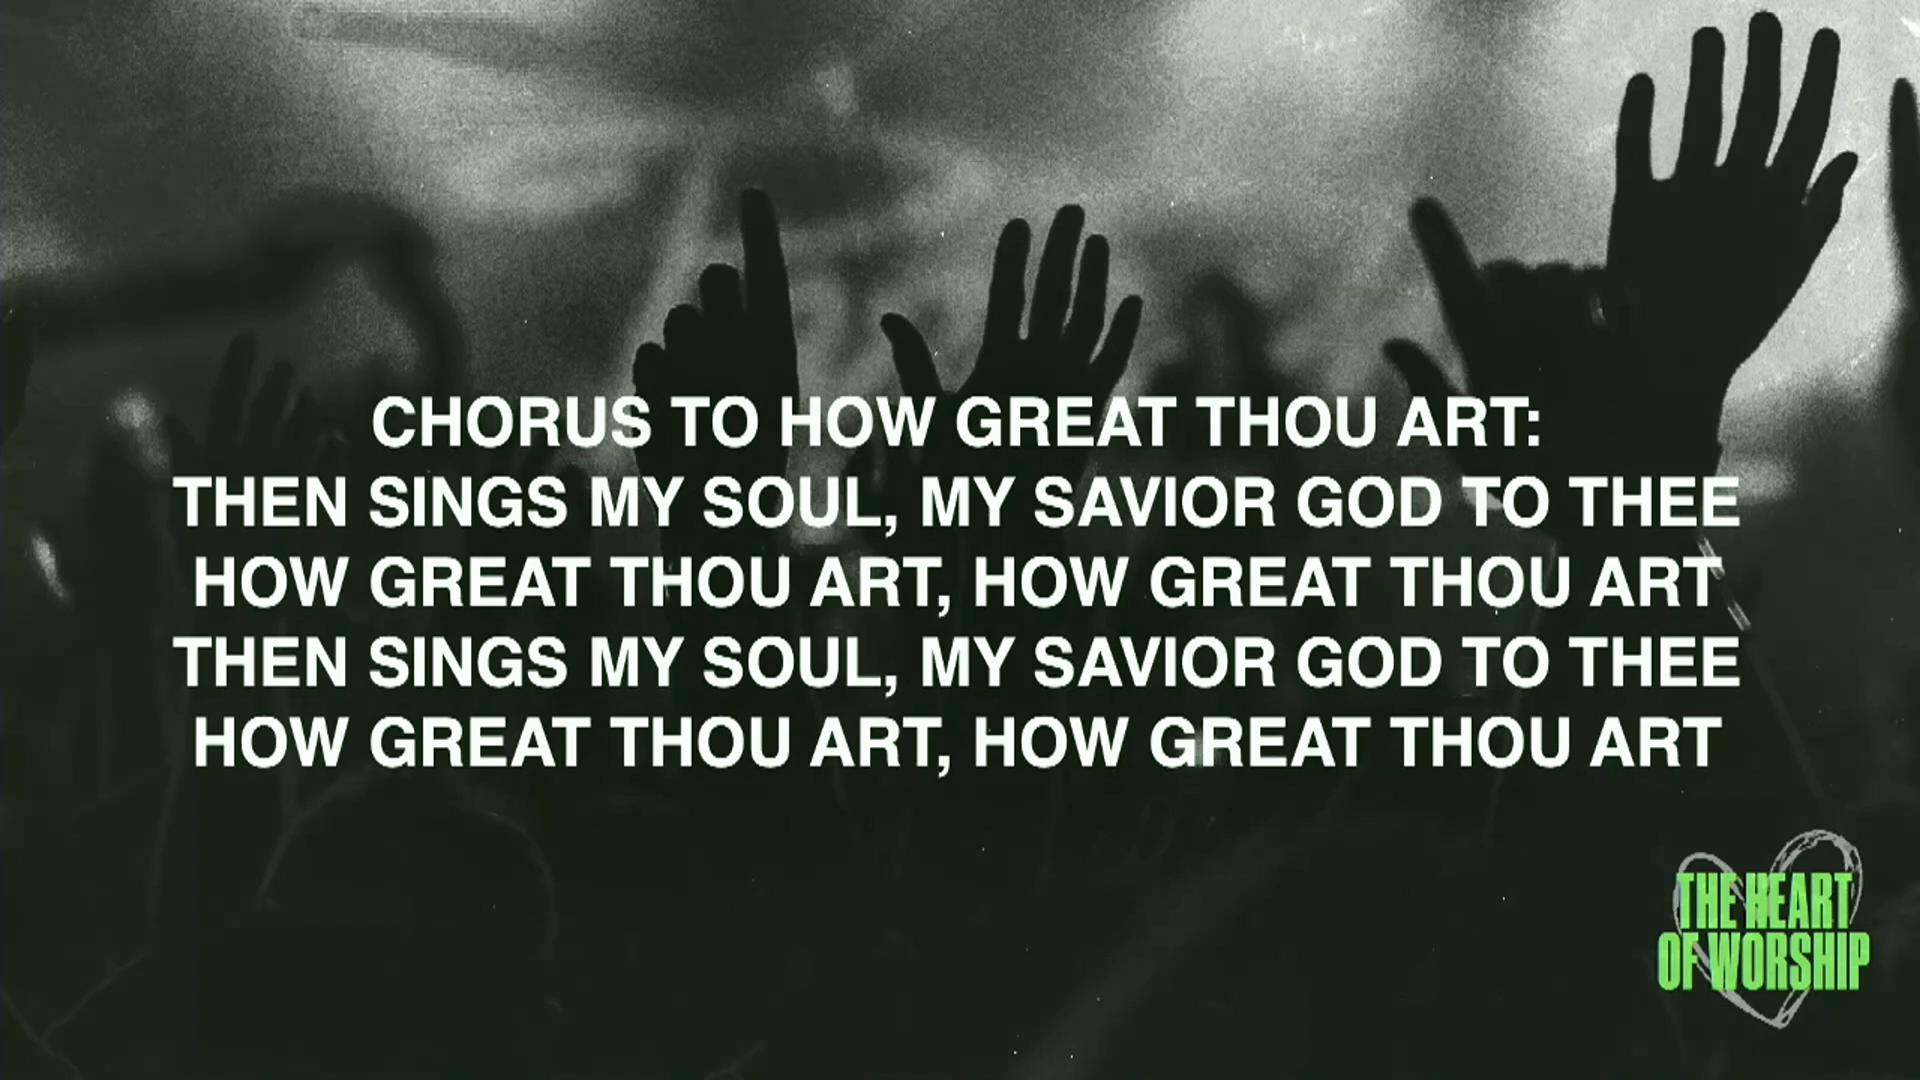 CHORUS TO HOW GREAT THOU ART:
THEN SINGS MY SOUL, MY SAVIOR GOD TO THEE
HOW GREAT THOU ART, HOW GREAT THOU ART
THEN SINGS MY SOUL, MY SAVIOR GOD TO THEE
HOW GREAT THOU ART, HOW GREAT THOU ART
THE HEART
OF WORSHIP